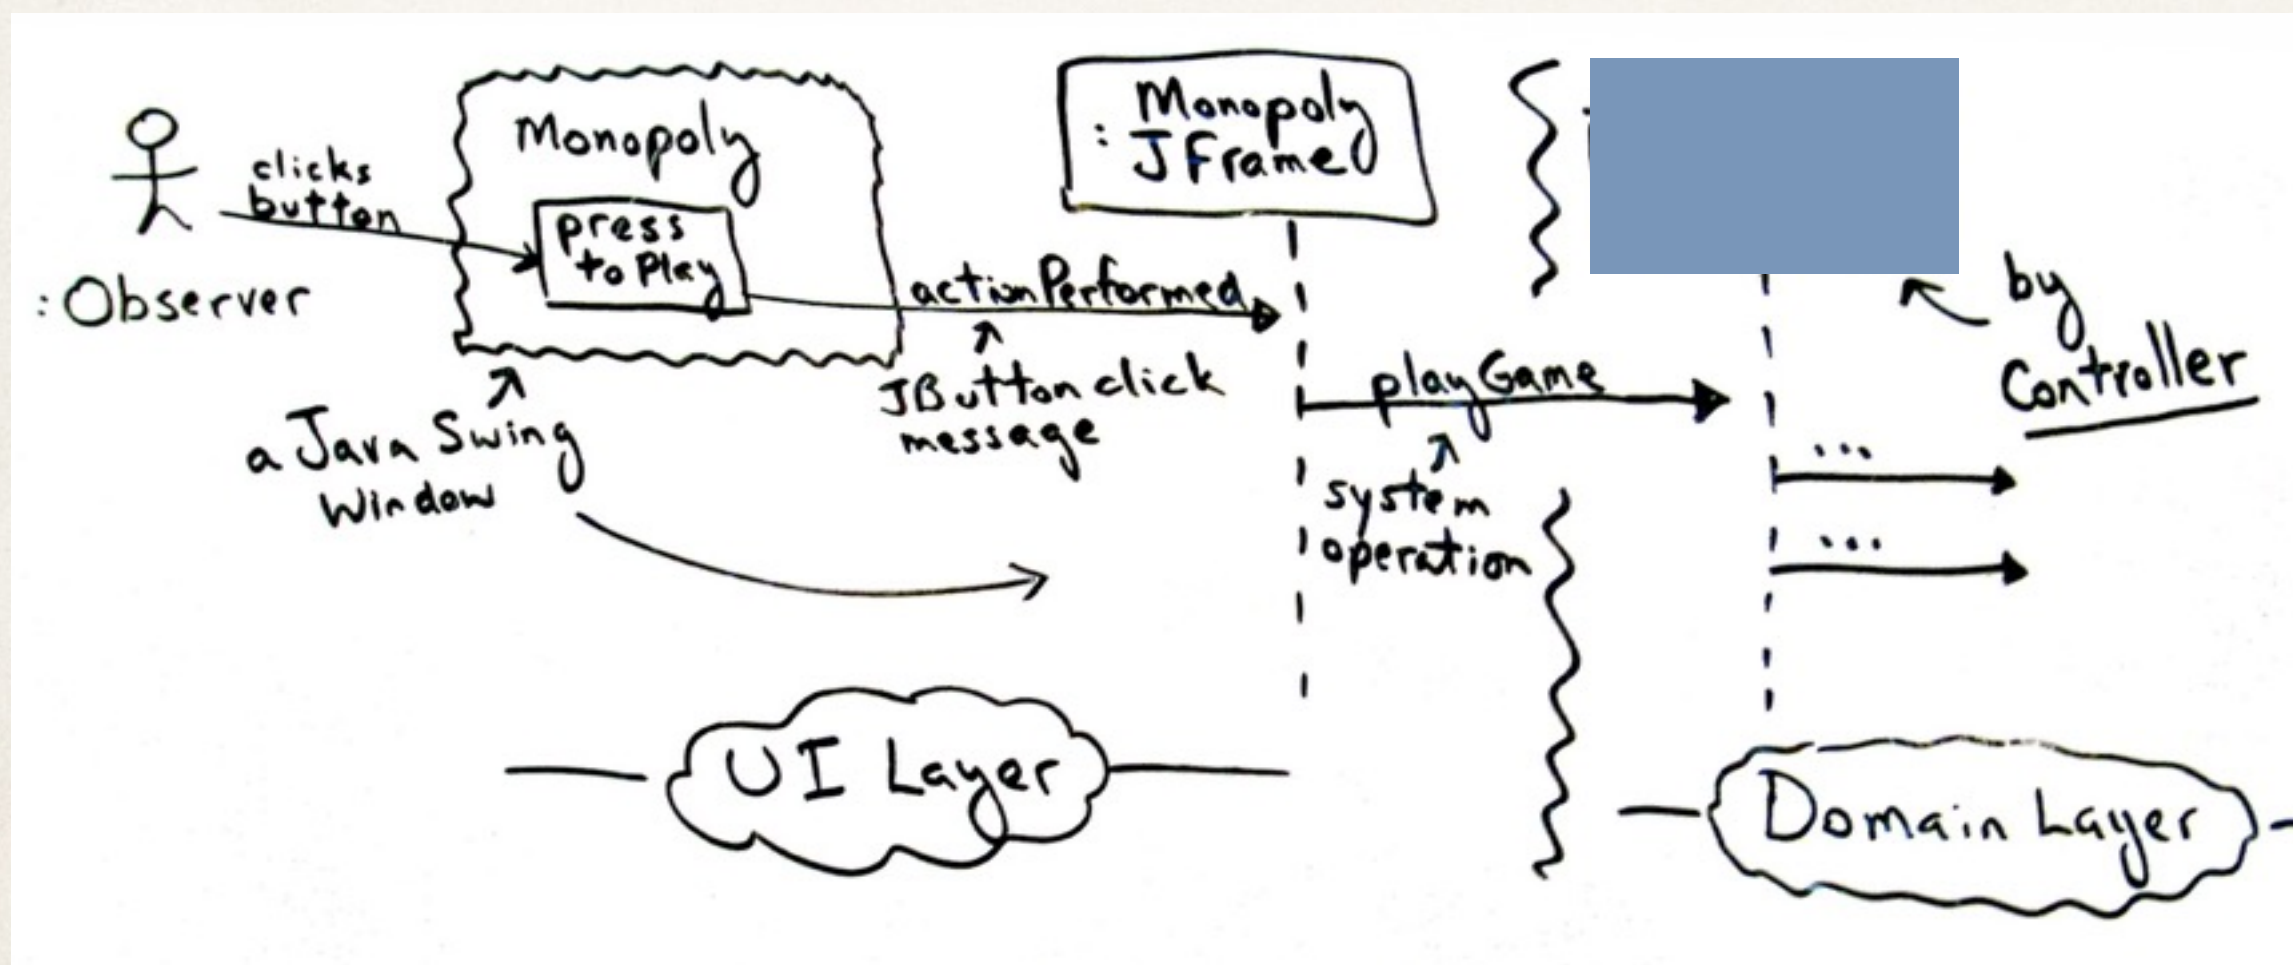 clicks
button
: Observer
Monopoly
press
to Play
a Java Swing
Window
actionPerformed
JButton click
message
Monopoly
: JFrame
playGame
system
operation
by
Controller
...
...
UI Layer
Domain Layer